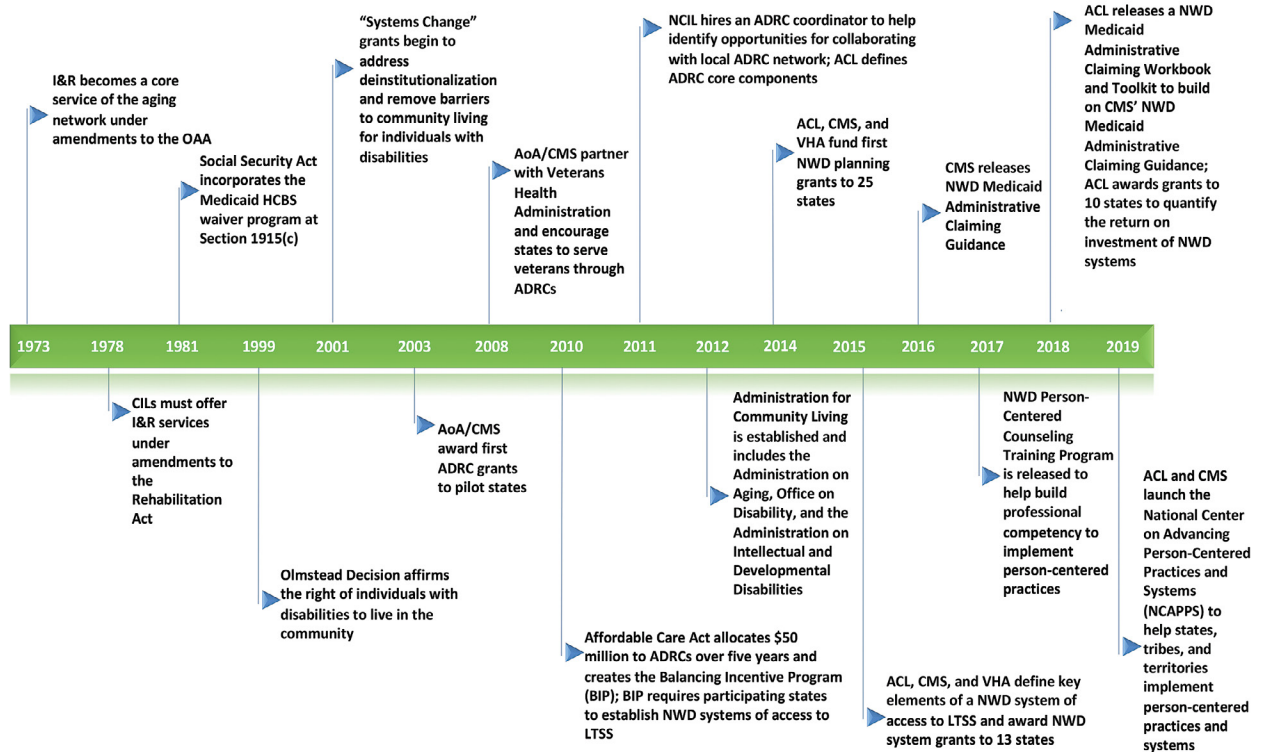 I&R becomes a core
service of the aging
network under
amendments to the OAA
Social Security Act
incorporates the
Medicaid HCBS
waiver program at
Section 1915(c)
“Systems Change”
grants begin to
address
deinstitutionalization
and remove barriers
to community living
for individuals with
disabilities
AoA/CMS partner
with Veterans
Health
Administration
and encourage
states to serve
veterans through
ADRCs
NCIL hires an ADRC coordinator to help
identify opportunities for collaborating
with local ADRC network; ACL defines
ADRC core components
ACL, CMS, and
VHA fund first
NWD planning
grants to 25
states
CMS releases
NWD Medicaid
Administrative
Claiming
Guidance
ACL releases a NWD
Medicaid
Administrative
Claiming Workbook
and Toolkit to build
on CMS’ NWD
Medicaid
Administrative
Claiming Guidance;
ACL awards grants to
10 states to quantify
the return on
investment of NWD
systems
1973 1978 1981 1999 2001 2003 2008 2010 2011 2012 2014 2015 2016 2017 2018 2019
CILs must offer
I&R services
under
amendments to
the
Rehabilitation
Act
Olmstead Decision affirms
the right of individuals with
disabilities to live in the
community
AoA/CMS
award first
ADRC grants
to pilot states
Affordable Care Act allocates $50
million to ADRCs over five years and
creates the Balancing Incentive Program
(BIP); BIP requires participating states
to establish NWD systems of access to
LTSS
Administration for
Community Living
is established and
includes the
Administration on
Aging, Office on
Disability, and the
Administration on
Intellectual and
Developmental
Disabilities
ACL, CMS, and VHA define key
elements of a NWD system of
access to LTSS and award NWD
system grants to 13 states
NWD Person-
Centered
Counseling
Training Program
is released to
help build
professional
competency to
implement
person-centered
practices
ACL and CMS
launch the
National Center
on Advancing
Person-Centered
Practices and
Systems
(NCAPPS) to
help states,
tribes, and
territories
implement
person-centered
practices and
systems